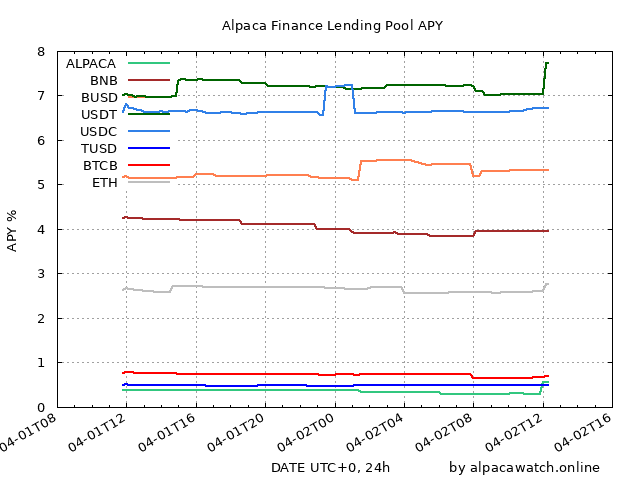 Alpaca Finance Lending Pool APY
8
7
6
5
4
3
2
1
0
APY %
ALPACA
BNB
BUSD
USDT
USDC
TUSD
BTCB
ETH
04-01T08
04-01T12
04-01T16
04-01T20
04-02T00
04-02T04
04-02T08
04-02T12
04-02T16
DATE UTC+0, 24h
by alpacawatch.online